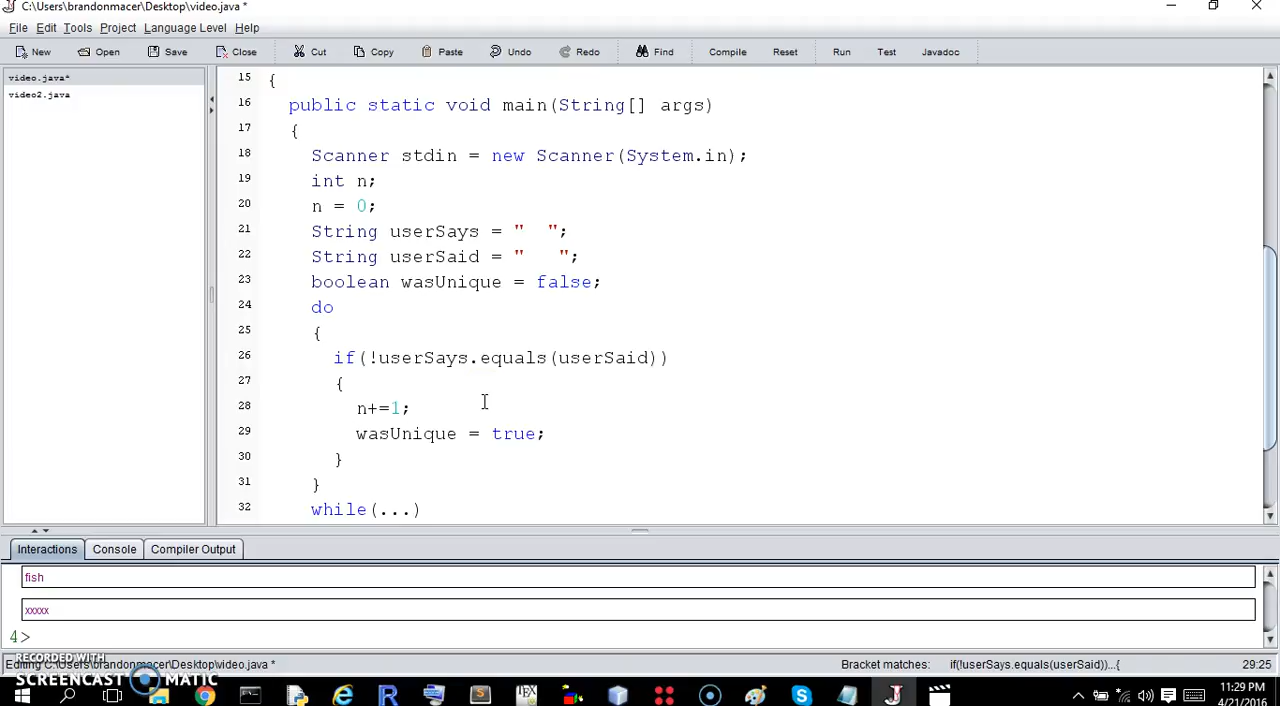 C:\Users\brandonmacer\Desktop\video.java *
File Edit Tools Project Language Level Help
New Open Save Close Cut Copy Paste Undo Redo Find Compile Reset Run Test Javadoc
video.java*
video2.java
15 {
16 public static void main(String[] args)
17 {
18 Scanner stdin = new Scanner(System.in);
19 int n;
20 n = 0;
21 String userSays = "  ";
22 String userSaid = "   ";
23 boolean wasUnique = false;
24 do
25 {
26 if(!userSays.equals(userSaid))
27 {
28 n+=1;
29 wasUnique = true;
30 }
31 }
32 while(...)
Interactions Console Compiler Output
fish
xxxxx
4>
Editing C:\Users\brandonmacer\Desktop\video.java * Bracket matches: if(!userSays.equals(userSaid))...{ 29:25
RECORDED WITH
SCREENCAST MATIC
11:29 PM
4/21/2016